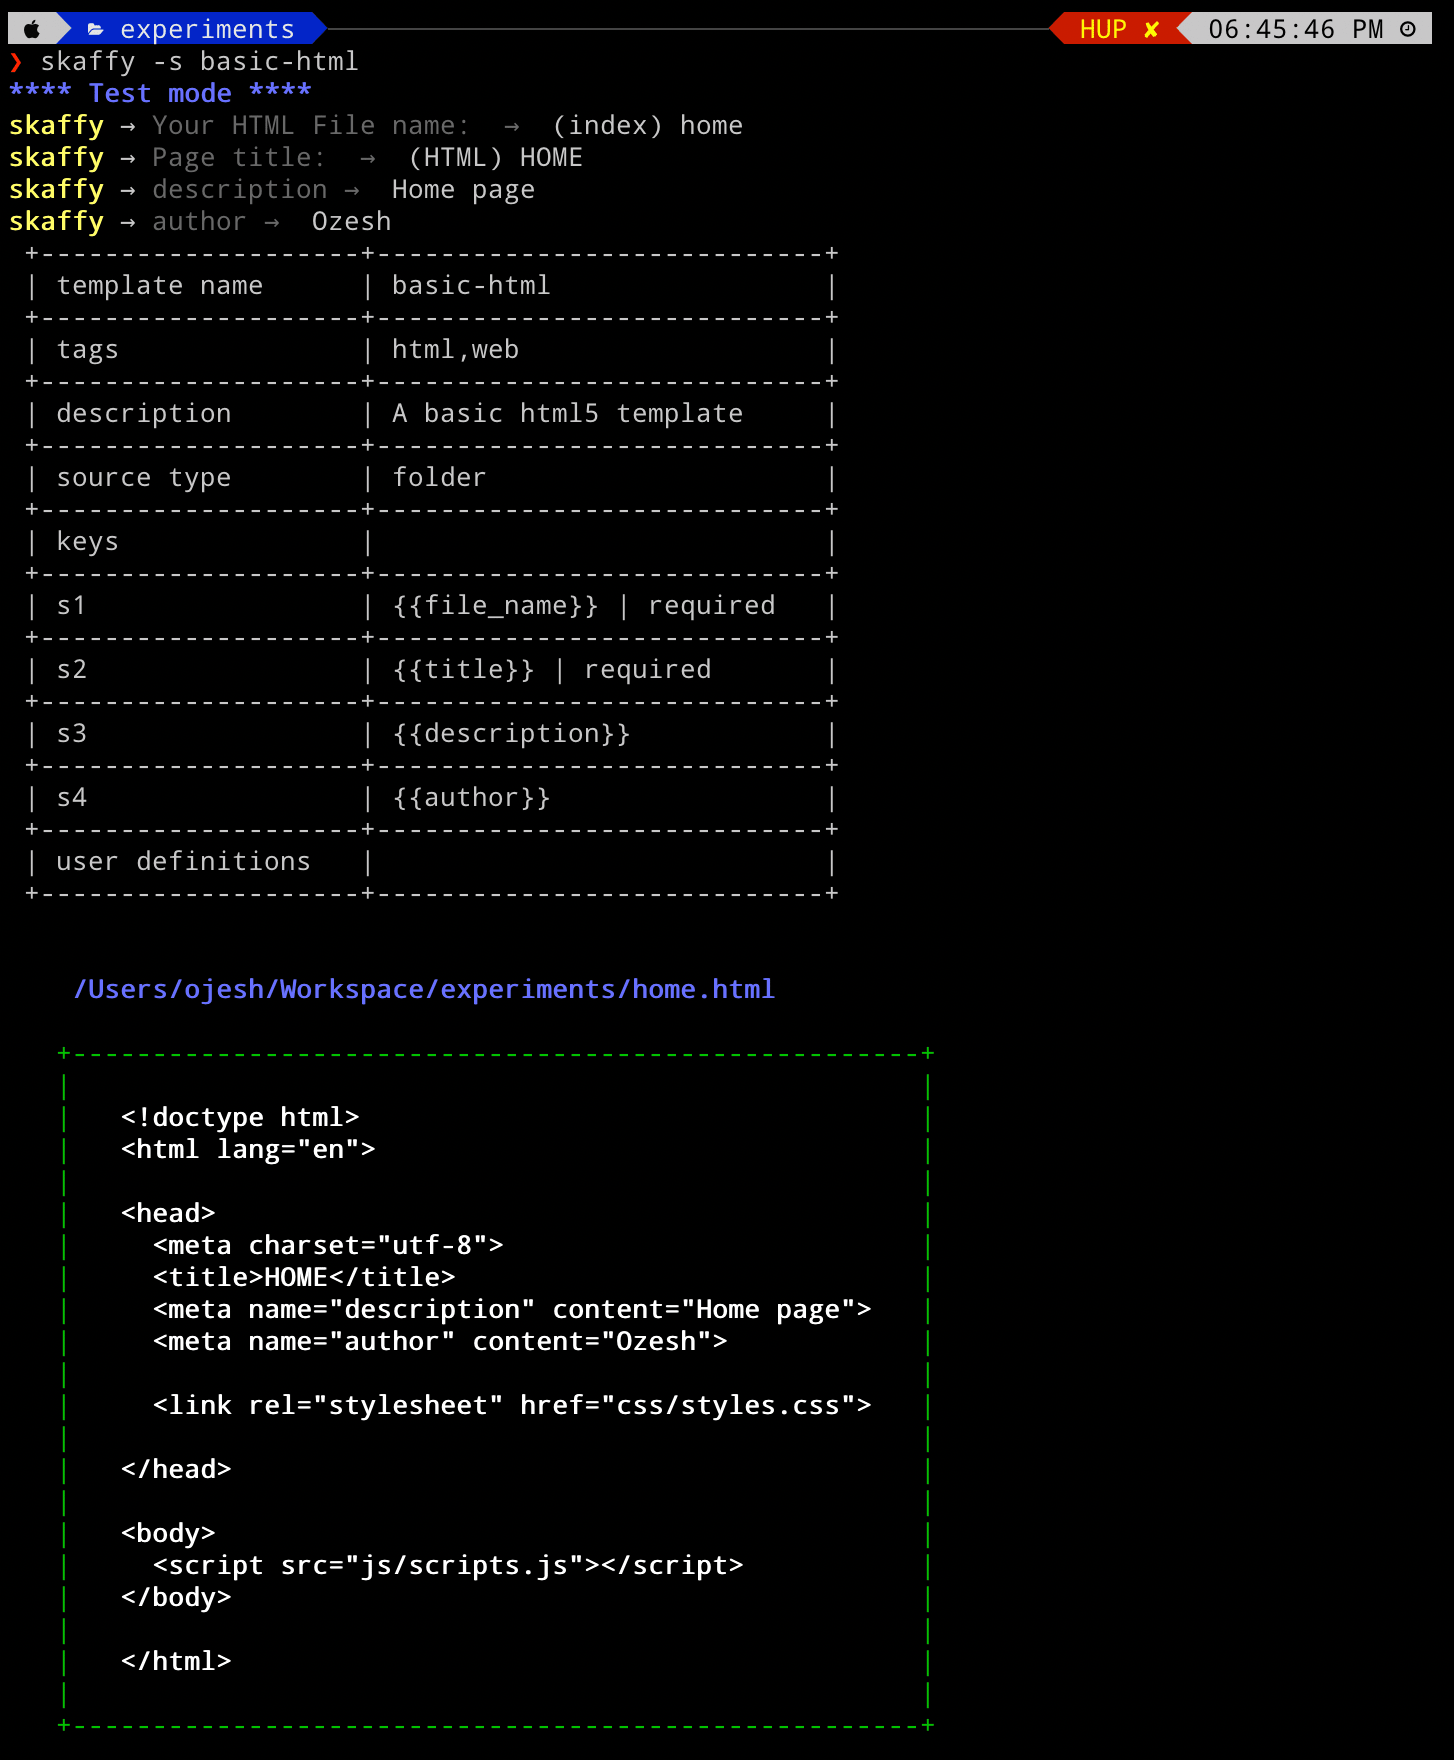 experiments HUP ✘ 06:45:46 PM
❯ skaffy -s basic-html
**** Test mode ****
skaffy → Your HTML File name:  →  (index) home
skaffy → Page title:  →  (HTML) HOME
skaffy → description →  Home page
skaffy → author →  Ozesh
+--------------------+----------------------------+
| template name      | basic-html                 |
+--------------------+----------------------------+
| tags               | html,web                   |
+--------------------+----------------------------+
| description        | A basic html5 template     |
+--------------------+----------------------------+
| source type        | folder                     |
+--------------------+----------------------------+
| keys               |                            |
+--------------------+----------------------------+
| s1                 | {{file_name}} | required   |
+--------------------+----------------------------+
| s2                 | {{title}} | required       |
+--------------------+----------------------------+
| s3                 | {{description}}            |
+--------------------+----------------------------+
| s4                 | {{author}}                 |
+--------------------+----------------------------+
| user definitions   |                            |
+--------------------+----------------------------+
/Users/ojesh/Workspace/experiments/home.html
+-----------------------------------------------------+
|   <!doctype html>                                   |
|   <html lang="en">                                  |
|   <head>                                            |
|     <meta charset="utf-8">                          |
|     <title>HOME</title>                             |
|     <meta name="description" content="Home page">   |
|     <meta name="author" content="Ozesh">            |
|     <link rel="stylesheet" href="css/styles.css">   |
|   </head>                                           |
|   <body>                                            |
|     <script src="js/scripts.js"></script>           |
|   </body>                                           |
|   </html>                                           |
+-----------------------------------------------------+